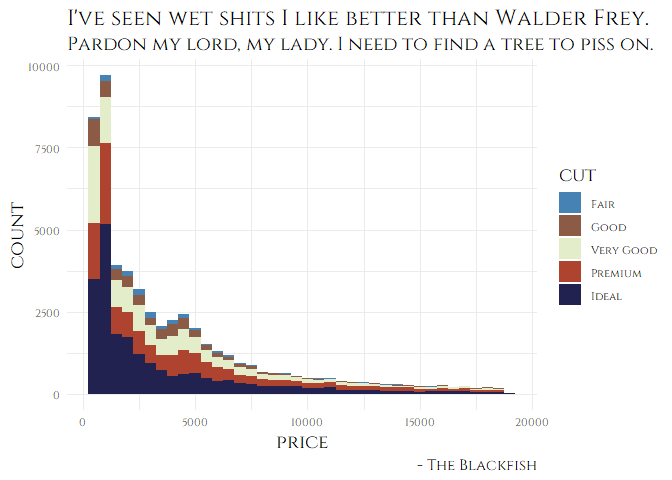 I've seen wet shits I like better than Walder Frey.
Pardon my lord, my lady. I need to find a tree to piss on.
10000
7500
5000
2500
0
count
0
5000
10000
15000
20000
price
cut
Fair
Good
Very Good
Premium
Ideal
- The Blackfish